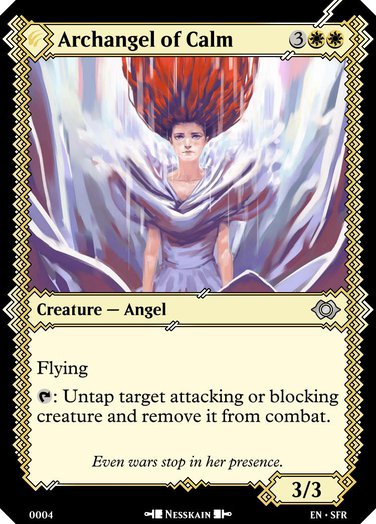 Archangel of Calm 3
Creature — Angel
Flying
: Untap target attacking or blocking
creature and remove it from combat.
Even wars stop in her presence.
3/3
0004 Nesskain EN • SFR